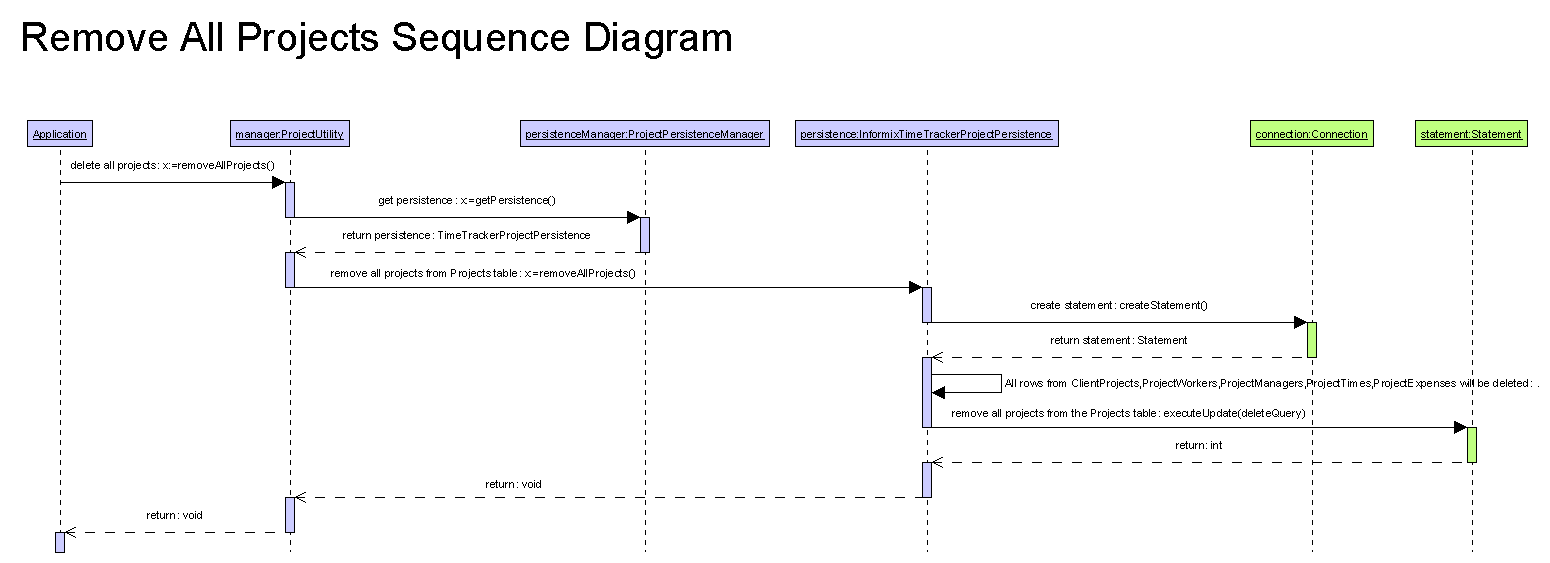 Remove All Projects Sequence Diagram
Application
manager:ProjectUtility
persistenceManager:ProjectPersistenceManager
persistence:InformixTimeTrackerProjectPersistence
connection:Connection
statement:Statement
delete all projects: x:=removeAllProjects()
get persistence : x:=getPersistence()
return persistence : TimeTrackerProjectPersistence
remove all projects from Projects table : x:=removeAllProjects()
create statement : createStatement()
return statement : Statement
All rows from ClientProjects,ProjectWorkers,ProjectManagers,ProjectTimes,ProjectExpenses will be deleted : .
remove all projects from the Projects table : executeUpdate(deleteQuery)
return : int
return : void
return : void